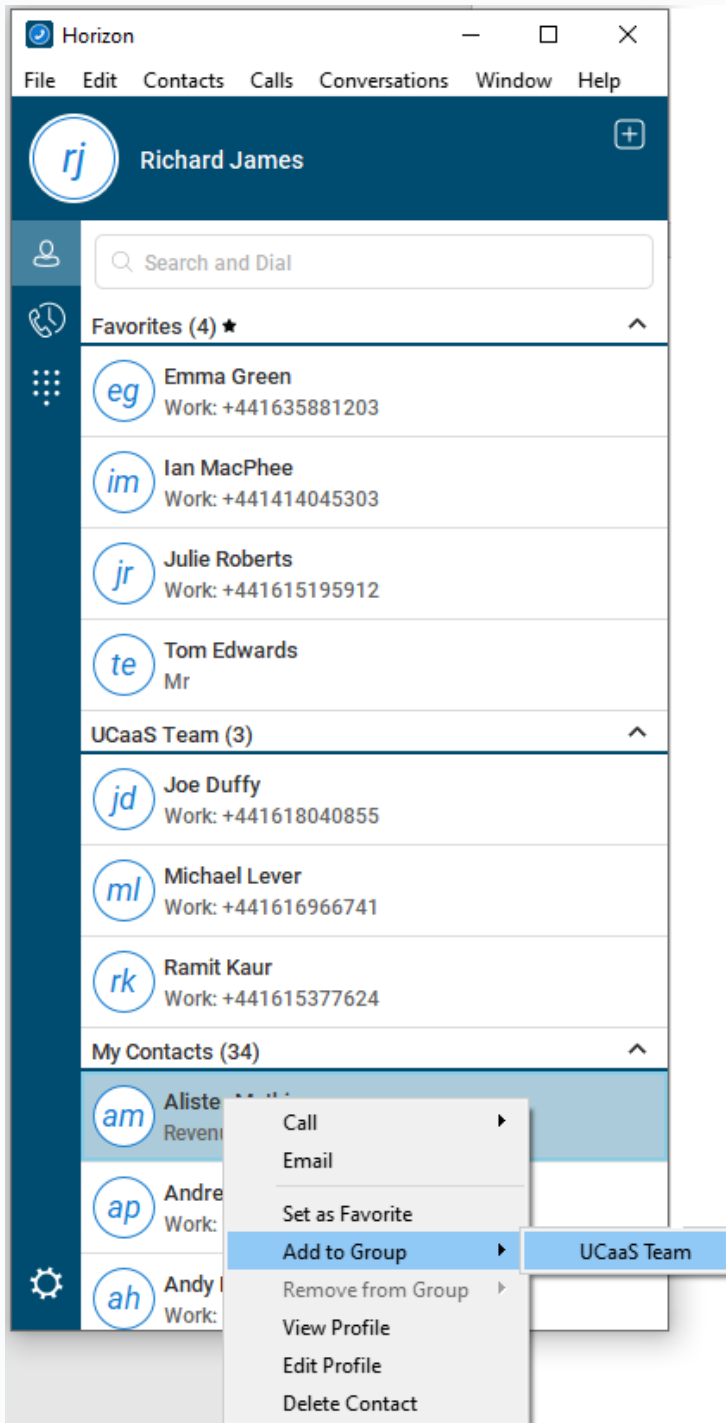 Horizon
File Edit Contacts Calls Conversations Window Help
rj Richard James
Search and Dial
Favorites (4)
eg Emma Green
Work: +441635881203
im Ian MacPhee
Work: +441414045303
jr Julie Roberts
Work: +441615195912
te Tom Edwards
Mr
UCaaS Team (3)
jd Joe Duffy
Work: +441618040855
ml Michael Lever
Work: +441616966741
rk Ramit Kaur
Work: +441615377624
My Contacts (34)
am
ap
Work:
ah Andy
Work:
Call
Email
Set as Favorite
Add to Group
UCaaS Team
Remove from Group
View Profile
Edit Profile
Delete Contact